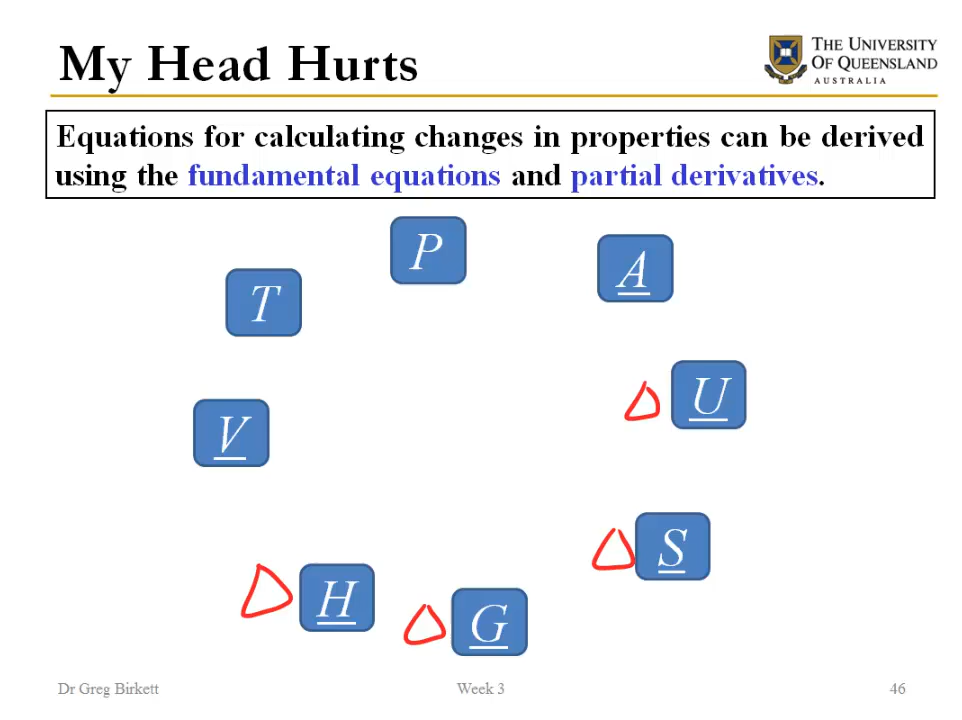 My Head Hurts
THE UNIVERSITY
OF QUEENSLAND
AUSTRALIA
Equations for calculating changes in properties can be derived
using the fundamental equations and partial derivatives.
P
A
T
Δ U
V
Δ S
Δ H
Δ G
Dr Greg Birkett
Week 3
46